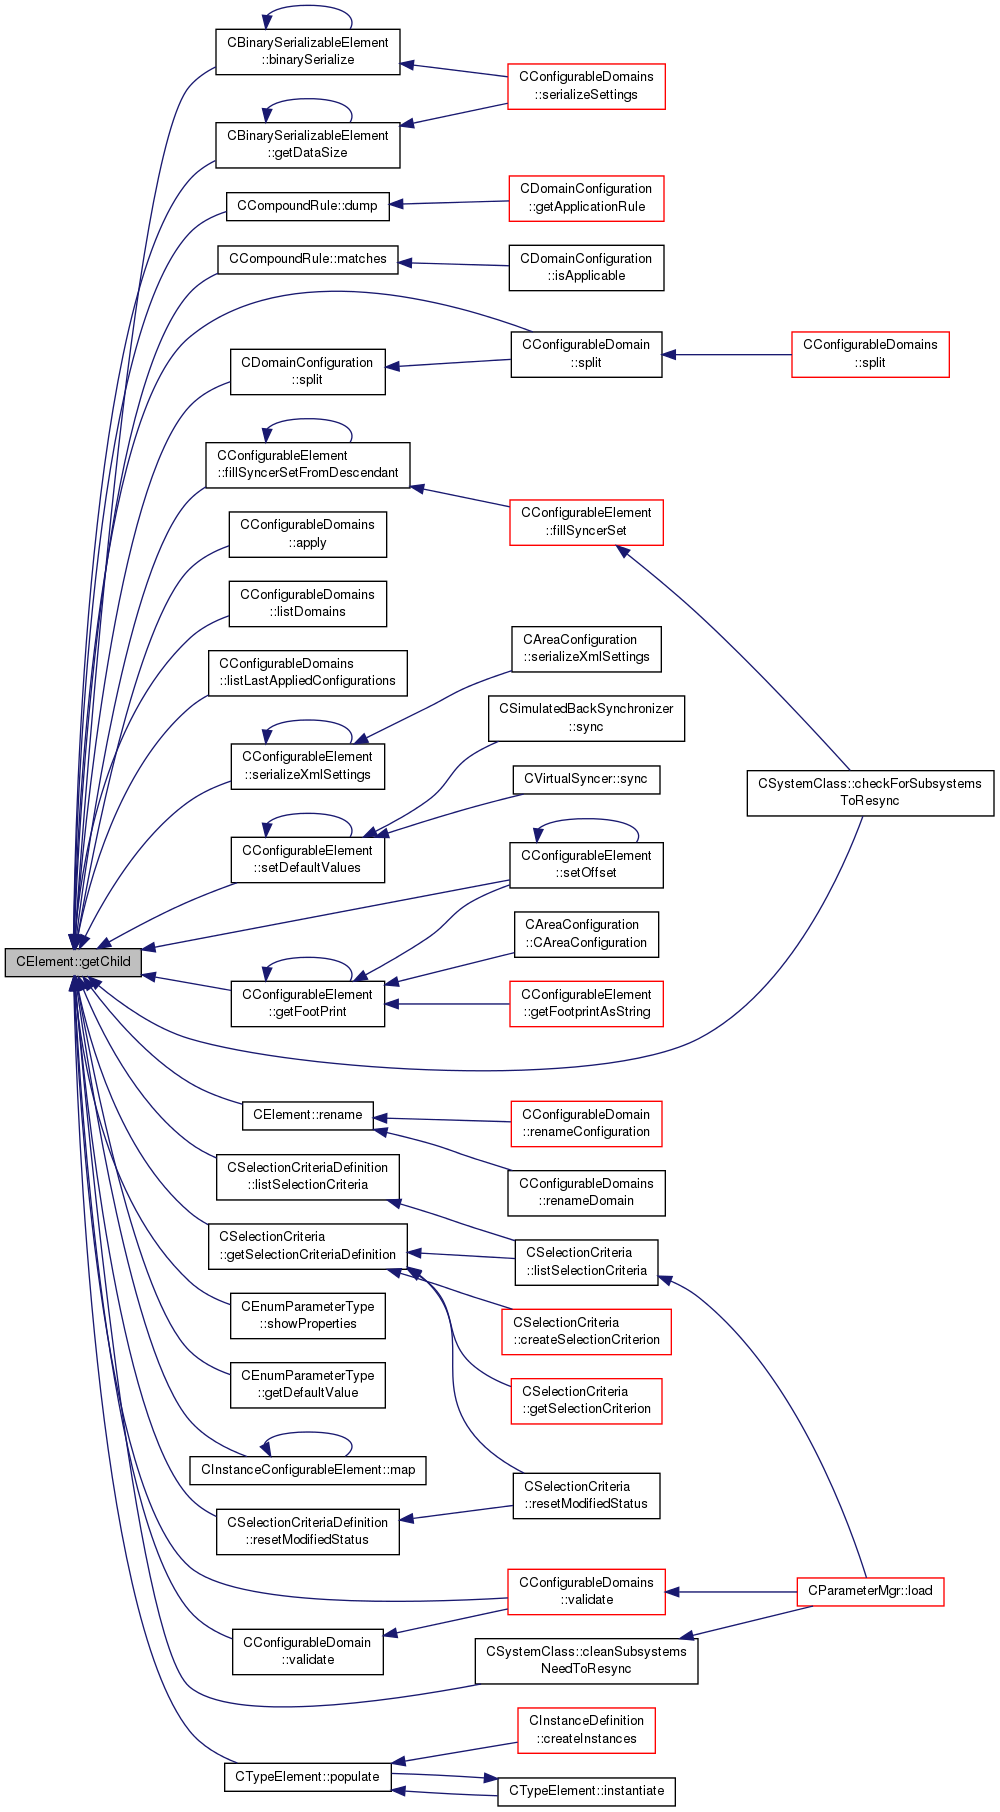 CBinarySerializableElement
::binarySerialize
CConfigurableDomains
::serializeSettings
CBinarySerializableElement
::getDataSize
CCompoundRule::dump
CDomainConfiguration
::getApplicationRule
CCompoundRule::matches
CDomainConfiguration
::isApplicable
CDomainConfiguration
::split
CConfigurableDomain
::split
CConfigurableDomains
::split
CConfigurableElement
::fillSyncerSetFromDescendant
CConfigurableElement
::fillSyncerSet
CConfigurableDomains
::apply
CConfigurableDomains
::listDomains
CConfigurableDomains
::listLastAppliedConfigurations
CAreaConfiguration
::serializeXmlSettings
CSimulatedBackSynchronizer
::sync
CConfigurableElement
::serializeXmlSettings
CVirtualSyncer::sync
CSystemClass::checkForSubsystems
ToResync
CConfigurableElement
::setDefaultValues
CConfigurableElement
::setOffset
CAreaConfiguration
::CAreaConfiguration
CElement::getChild
CConfigurableElement
::getFootPrint
CConfigurableElement
::getFootprintAsString
CElement::rename
CConfigurableDomain
::renameConfiguration
CSelectionCriteriaDefinition
::listSelectionCriteria
CConfigurableDomains
::renameDomain
CSelectionCriteria
::getSelectionCriteriaDefinition
CSelectionCriteria
::listSelectionCriteria
CEnumParameterType
::showProperties
CSelectionCriteria
::createSelectionCriterion
CEnumParameterType
::getDefaultValue
CSelectionCriteria
::getSelectionCriterion
CInstanceConfigurableElement::map
CSelectionCriteria
::resetModifiedStatus
CSelectionCriteriaDefinition
::resetModifiedStatus
CConfigurableDomains
::validate
CParameterMgr::load
CConfigurableDomain
::validate
CSystemClass::cleanSubsystems
NeedToResync
CInstanceDefinition
::createInstances
CTypeElement::populate
CTypeElement::instantiate